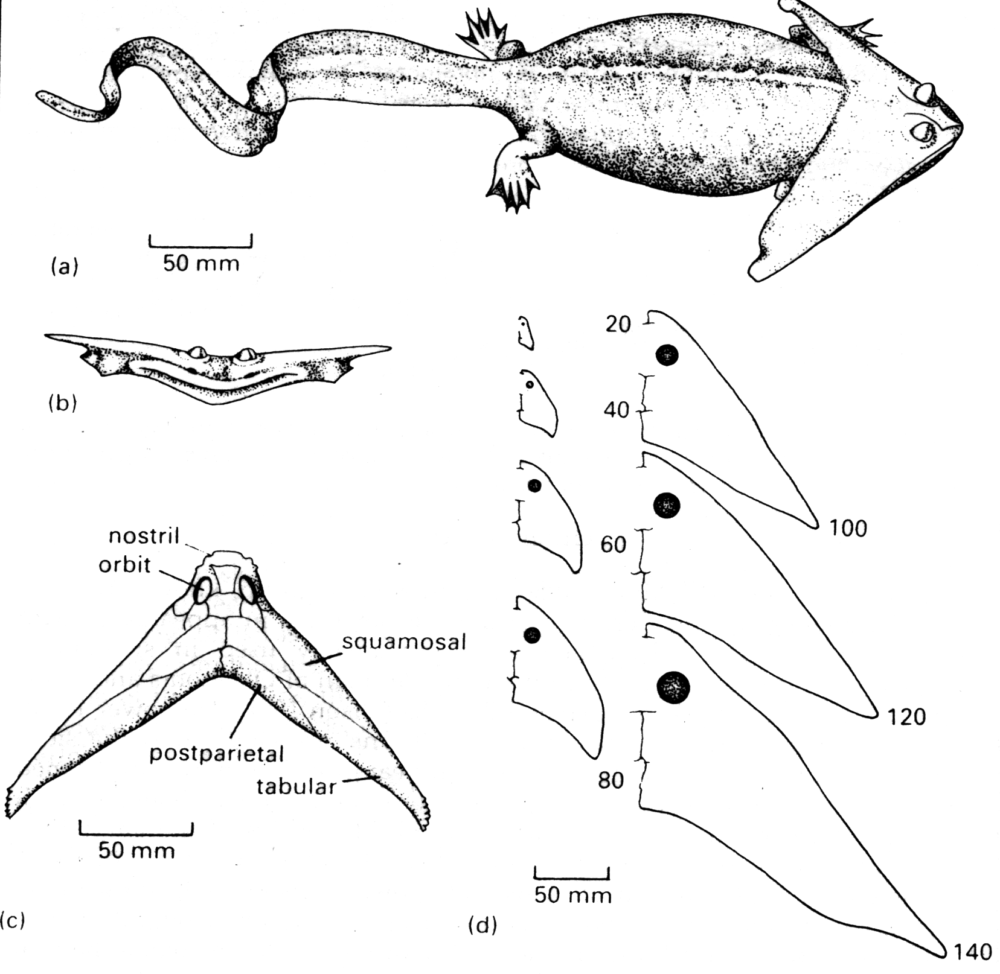 (a)
50 mm
(b)
nostril
orbit
squamosal
postparietal
tabular
50 mm
(c)
20
40
60
80
100
120
140
50 mm
(d)